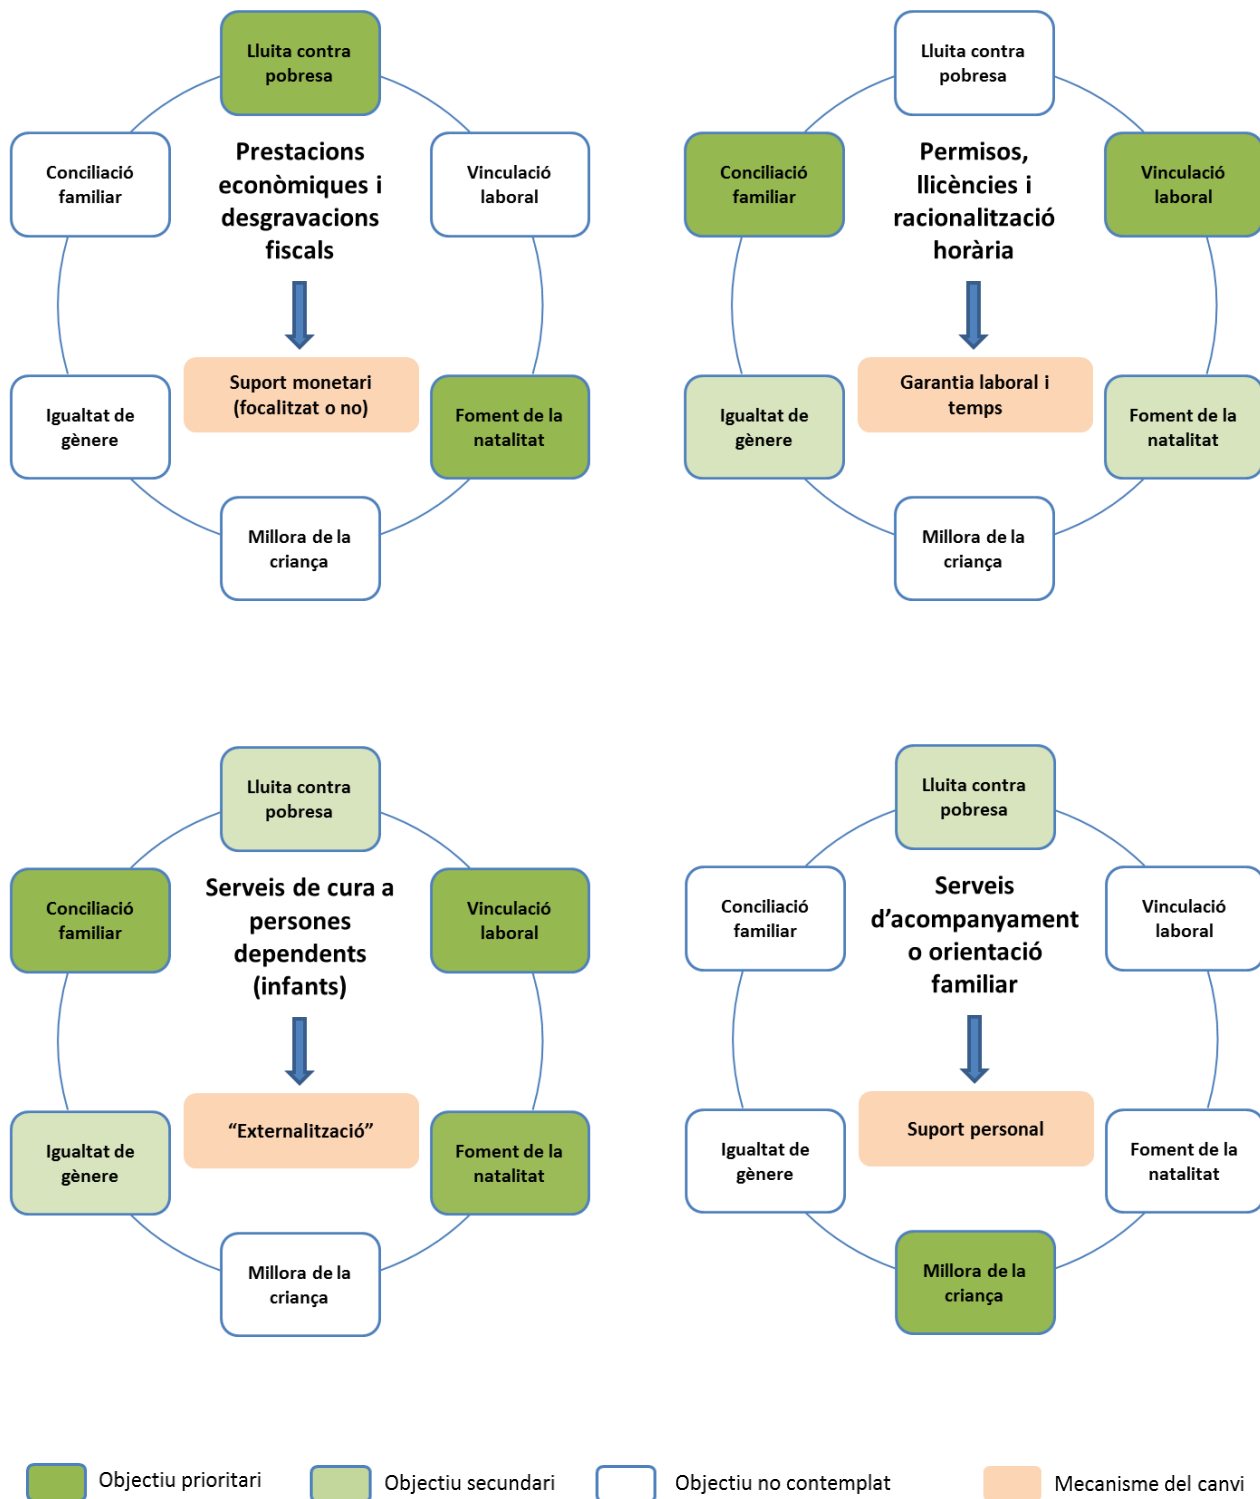 Lluita contra
pobresa
Conciliació
familiar
Prestacions
econòmiques i
desgravacions
fiscals
Vinculació
laboral
Igualtat de
gènere
Suport monetari
(focalitzat o no)
Foment de la
natalitat
Millora de la
criança
Lluita contra
pobresa
Conciliació
familiar
Permisos,
llicències i
racionalització
horària
Vinculació
laboral
Igualtat de
gènere
Garantia laboral i
temps
Foment de la
natalitat
Millora de la
criança
Lluita contra
pobresa
Conciliació
familiar
Serveis de cura a
persones
dependents
(infants)
Vinculació
laboral
Igualtat de
gènere
“Externalització”
Foment de la
natalitat
Millora de la
criança
Lluita contra
pobresa
Conciliació
familiar
Serveis
d’acompanyament
o orientació
familiar
Vinculació
laboral
Igualtat de
gènere
Suport personal
Foment de la
natalitat
Millora de la
criança
Objectiu prioritari
Objectiu secundari
Objectiu no contemplat
Mecanisme del canvi